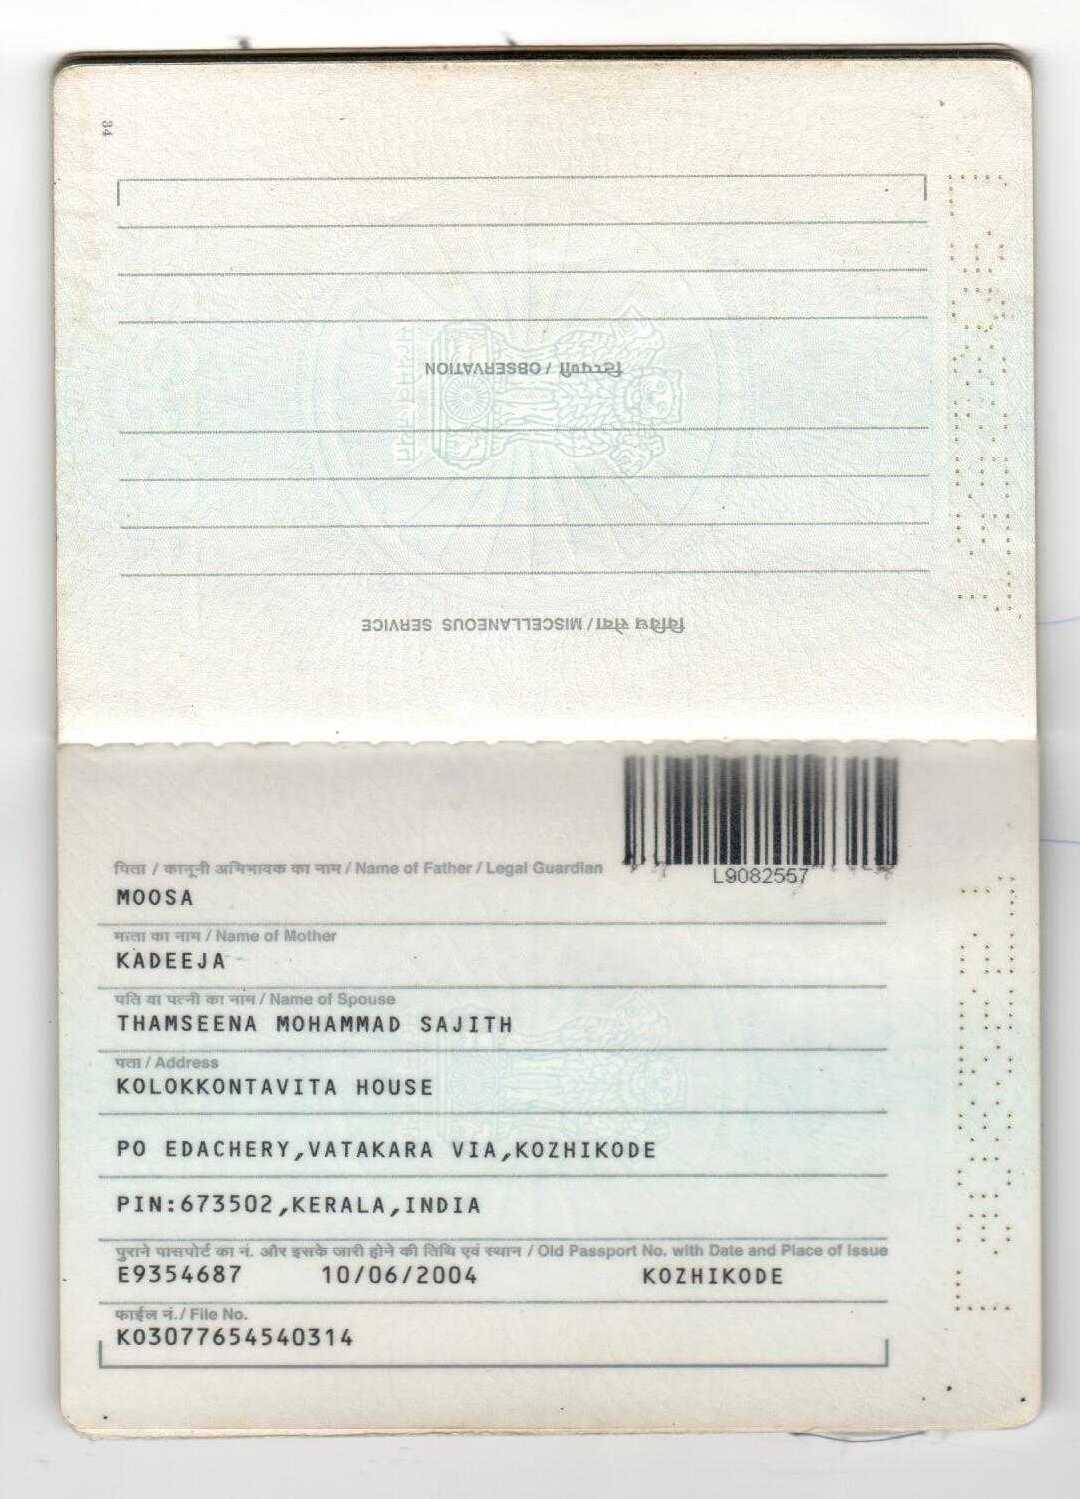 34
टिप्पणी / OBSERVATION
विविध सेवा / MISCELLANEOUS SERVICE
L9082557
पिता / कानूनी अभिभावक का नाम / Name of Father / Legal Guardian
MOOSA
माता का नाम / Name of Mother
KADEEJA
पति या पत्नी का नाम / Name of Spouse
THAMSEENA MOHAMMAD SAJITH
पता / Address
KOLOKKONTAVITA HOUSE
PO EDACHERY,VATAKARA VIA,KOZHIKODE
PIN:673502,KERALA,INDIA
पुराने पासपोर्ट का नं. और इसके जारी होने की तिथि एवं स्थान / Old Passport No. with Date and Place of Issue
E9354687 10/06/2004 KOZHIKODE
फाईल नं./ File No.
K03077654540314